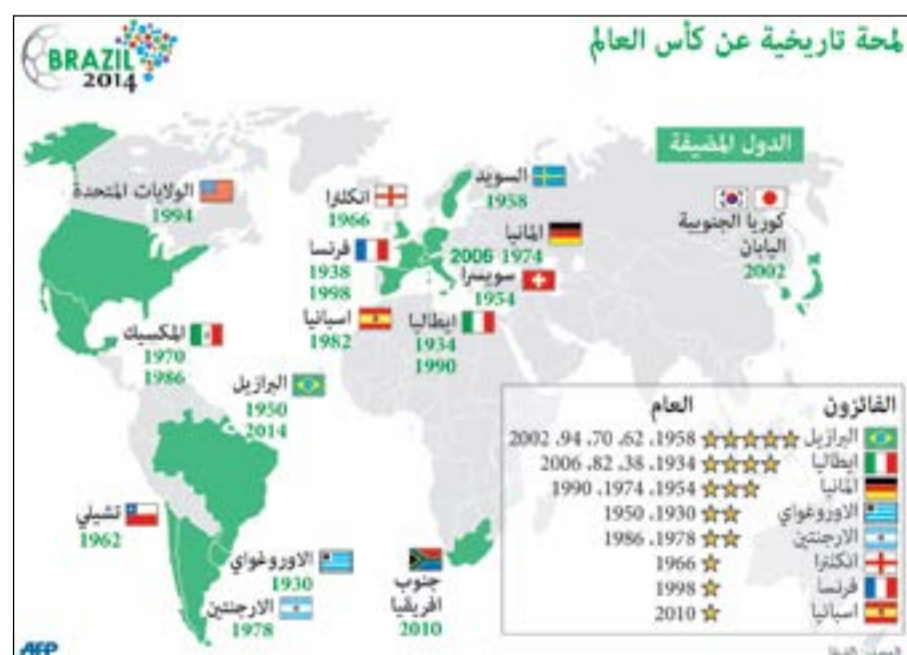 لمحة تاريخية عن كأس العالم
BRAZIL
2014
الدول المضيفة
السويد
1958
انكلترا
1966
الولايات المتحدة
1994
كوريا الجنوبية
اليابان
2002
المانيا
1974 2006
فرنسا
1938
1998
سويسرا
1954
اسبانيا
1982
ايطاليا
1934
1990
المكسيك
1970
1986
البرازيل
1950
2014
تشيلي
1962
الاوروغواي
1930
الارجنتين
1978
جنوب
افريقيا
2010
الفائزون العام
البرازيل 1958، 62، 70، 94، 2002
ايطاليا 1934، 38، 82، 2006
المانيا 1954، 1974، 1990
الاوروغواي 1930، 1950
الارجنتين 1978، 1986
انكلترا 1966
فرنسا 1998
اسبانيا 2010
AFP